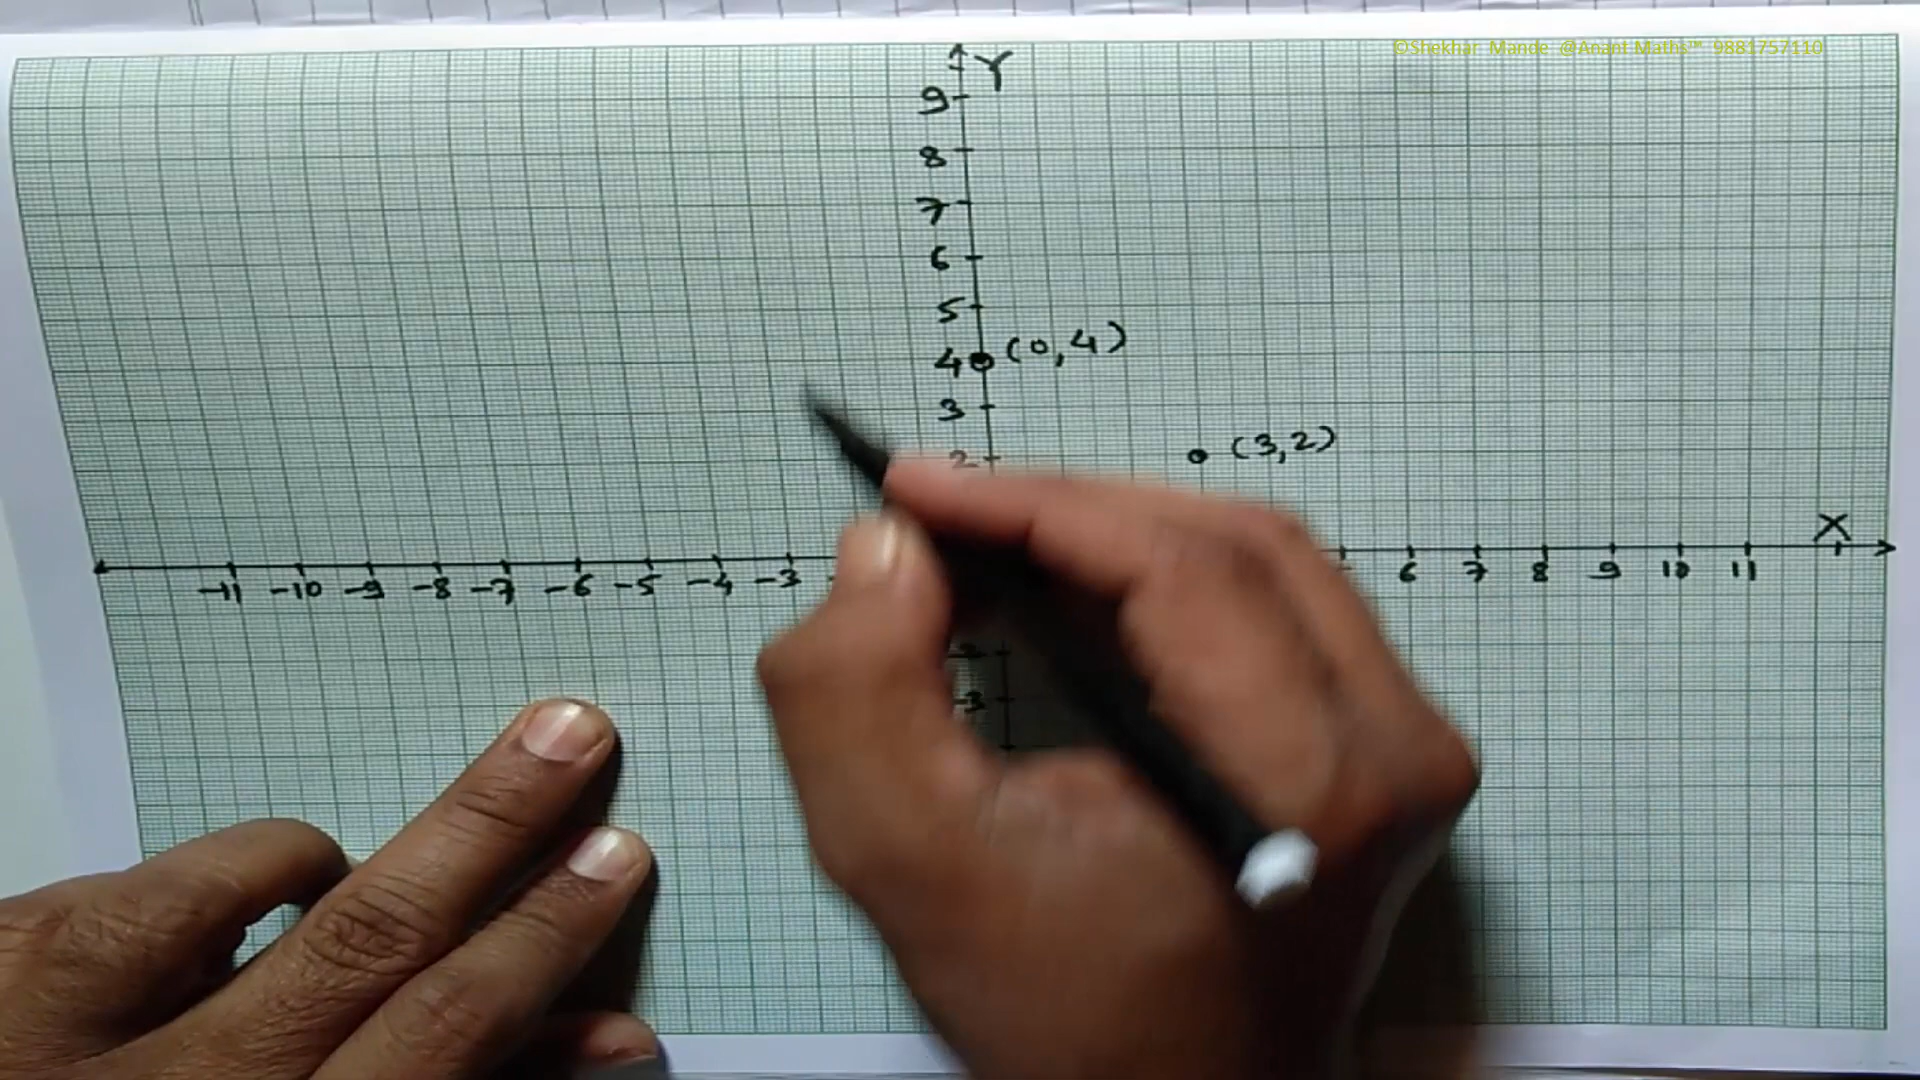 ©Shekhar Mande @Anant Maths™ 9881757110
Y
9
8
7
6
5
4 (0,4)
3
2 (3,2)
X
-11 -10 -9 -8 -7 -6 -5 -4 -3 6 7 8 9 10 11
-2
-3